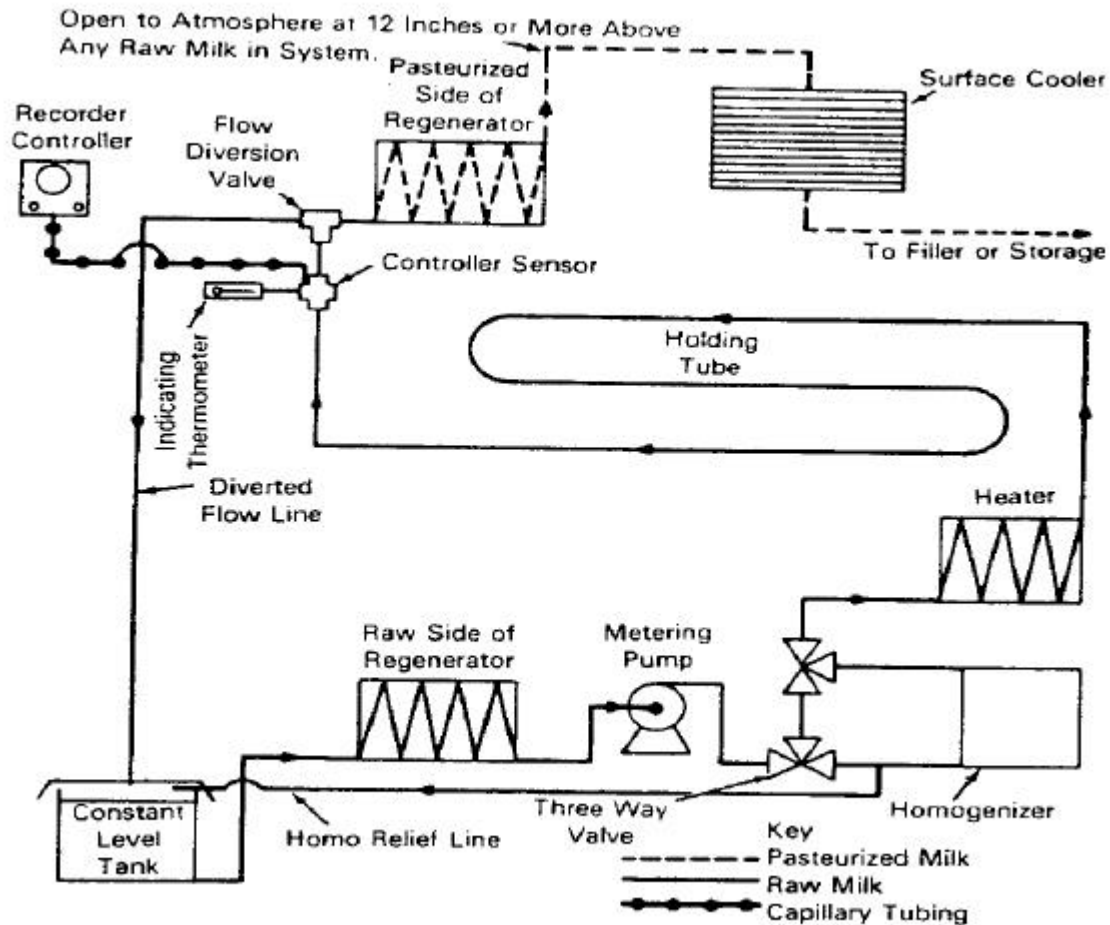 Open to Atmosphere at 12 Inches or More Above
Any Raw Milk in System.
Pasteurized
Side of
Regenerator
Surface Cooler
Recorder
Controller
Flow
Diversion
Valve
To Filler or Storage
Controller Sensor
Holding
Tube
Indicating
Thermometer
Diverted
Flow Line
Heater
Raw Side of
Regenerator
Metering
Pump
Three Way
Valve
Homogenizer
Constant
Level
Tank
Homo Relief Line
Key
Pasteurized Milk
Raw Milk
Capillary Tubing